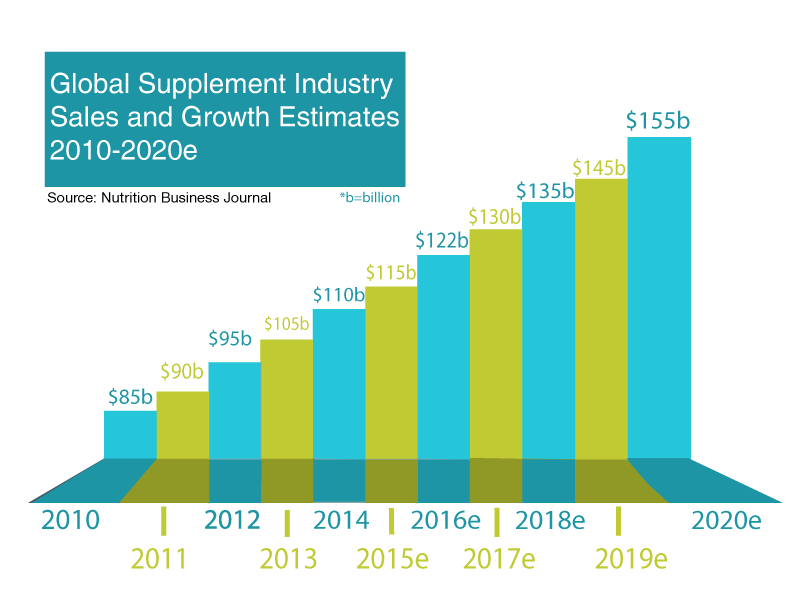 Global Supplement Industry
Sales and Growth Estimates
2010-2020e
Source: Nutrition Business Journal
*b=billion
$85b
$90b
$95b
$105b
$110b
$115b
$122b
$130b
$135b
$145b
$155b
2010
2011
2012
2013
2014
2015e
2016e
2017e
2018e
2019e
2020e